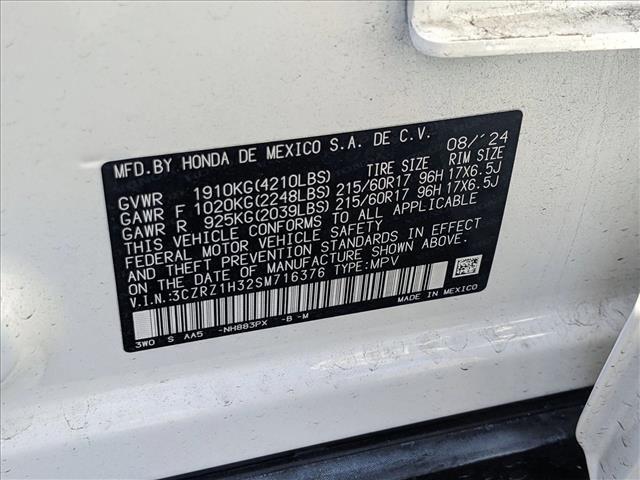 MFD.BY HONDA DE MEXICO S.A. DE C.V. 08/'24
TIRE SIZE RIM SIZE
GVWR 1910KG(4210LBS)
GAWR F 1020KG(2248LBS) 215/60R17 96H 17X6.5J
GAWR R 925KG(2039LBS) 215/60R17 96H 17X6.5J
THIS VEHICLE CONFORMS TO ALL APPLICABLE
FEDERAL MOTOR VEHICLE SAFETY
AND THEFT PREVENTION STANDARDS IN EFFECT
ON THE DATE OF MANUFACTURE SHOWN ABOVE.
V.I.N.:3CZRZ1H32SM716376 TYPE:MPV
MADE IN MEXICO
3WO S AA5 -NH883PX -B -M